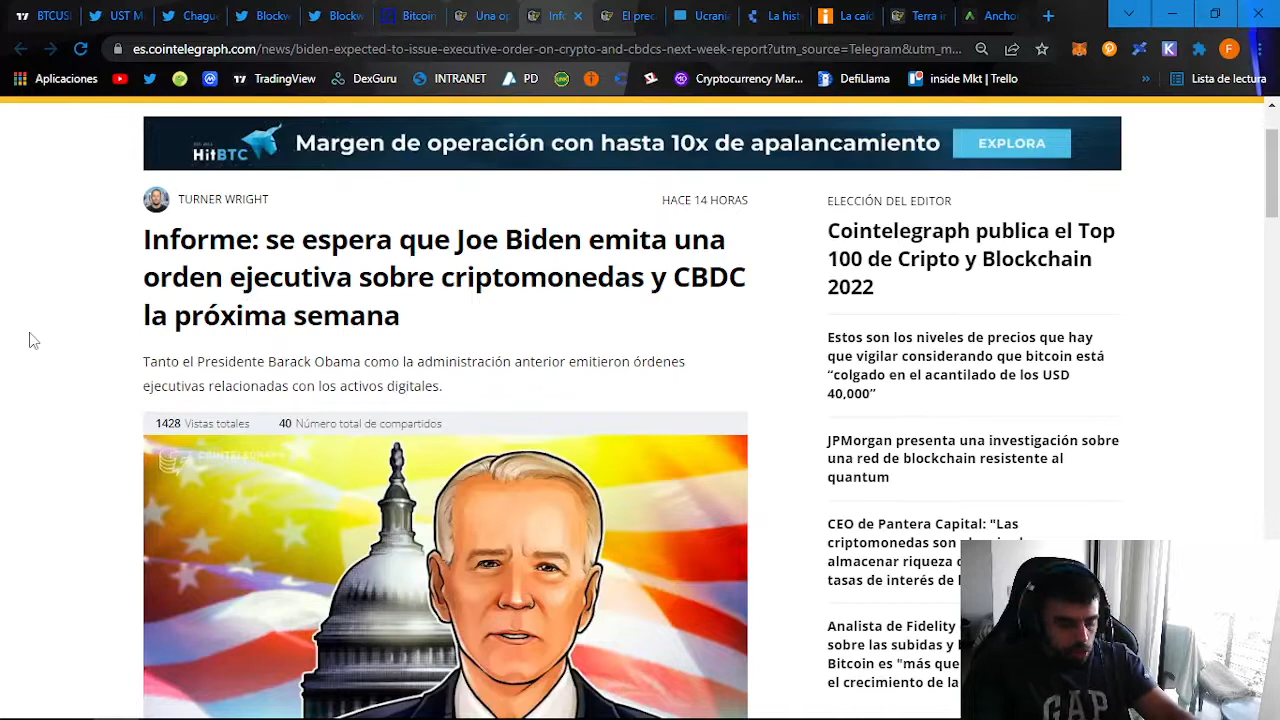 BTCUS
UST M
Chague
Blockw
Blockw
Bitcoin
Una op
Info
El prec
Ucrani
La hist
La caíd
Terra ir
Ancho
es.cointelegraph.com/news/biden-expected-to-issue-executive-order-on-crypto-and-cbdcs-next-week-report?utm_source=Telegram&utm_m...
F
Aplicaciones
TradingView
DexGuru
INTRANET
PD
Cryptocurrency Mar...
DefiLlama
inside Mkt | Trello
»
Lista de lectura
HitBTC
Margen de operación con hasta 10x de apalancamiento
EXPLORA
TURNER WRIGHT
HACE 14 HORAS
Informe: se espera que Joe Biden emita una
orden ejecutiva sobre criptomonedas y CBDC
la próxima semana
Tanto el Presidente Barack Obama como la administración anterior emitieron órdenes
ejecutivas relacionadas con los activos digitales.
1428 Vistas totales 40 Número total de compartidos
COINTELEGRAPH
ELECCIÓN DEL EDITOR
Cointelegraph publica el Top
100 de Cripto y Blockchain
2022
Estos son los niveles de precios que hay
que vigilar considerando que bitcoin está
“colgado en el acantilado de los USD
40,000”
JPMorgan presenta una investigación sobre
una red de blockchain resistente al
quantum
CEO de Pantera Capital: "Las
criptomonedas son
almacenar riqueza
tasas de interés de
Analista de Fidelity
sobre las subidas y
Bitcoin es "más que
el crecimiento de la
GAP